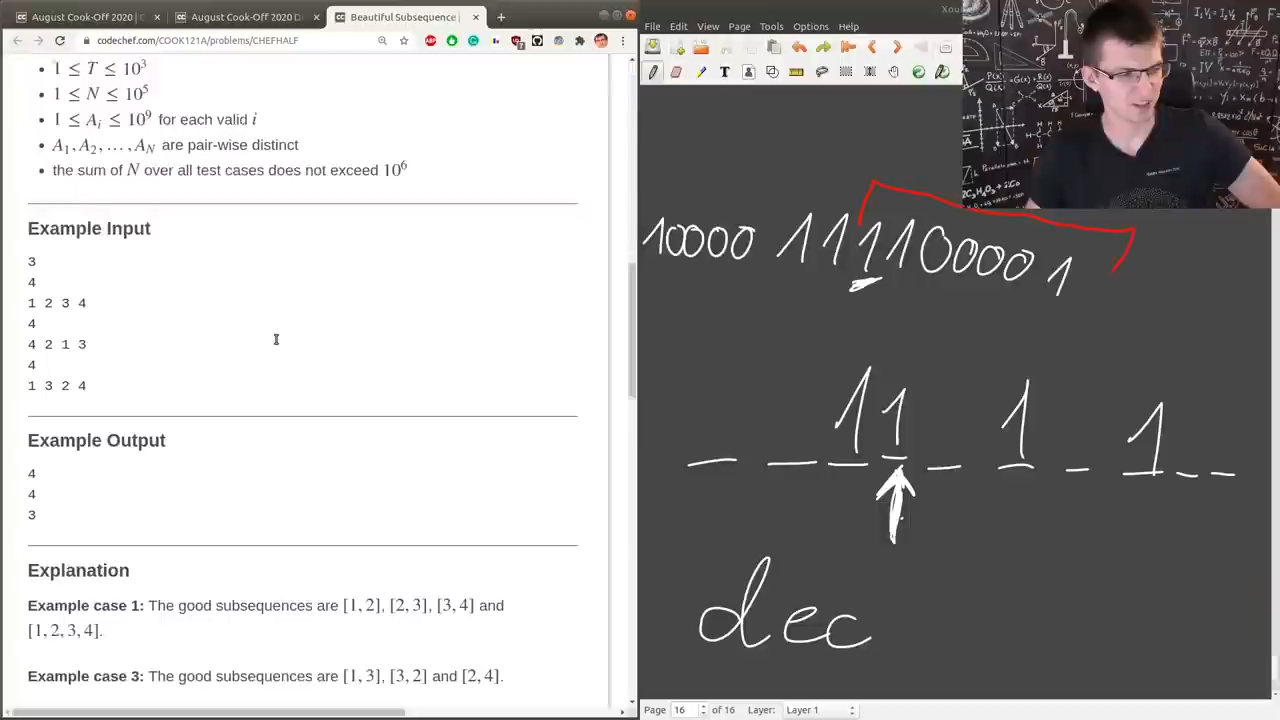 August Cook-Off 2020 |
August Cook-Off 2020 D
Beautiful Subsequence |
codechef.com/COOK121A/problems/CHEFHALF
File Edit View Journal Page Tools Options Help
1 ≤ T ≤ 10³
1 ≤ N ≤ 10⁵
1 ≤ Aᵢ ≤ 10⁹ for each valid i
A₁, A₂, …, A_N are pair-wise distinct
the sum of N over all test cases does not exceed 10⁶
Example Input
3
4
1 2 3 4
4
4 2 1 3
4
1 3 2 4
Example Output
4
4
3
Explanation
Example case 1: The good subsequences are [1, 2], [2, 3], [3, 4] and
[1, 2, 3, 4].
Example case 3: The good subsequences are [1, 3], [3, 2] and [2, 4].
10000 111100001
11 1 1
dec
Page 16 of 16 Layer: Layer 1